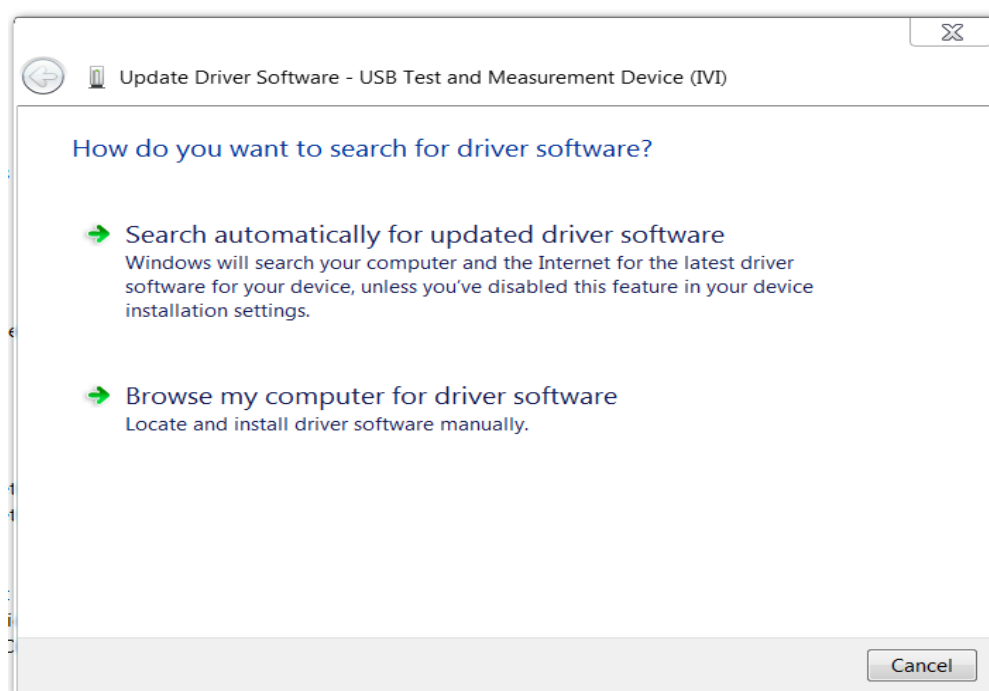 Update Driver Software - USB Test and Measurement Device (IVI)
How do you want to search for driver software?
Search automatically for updated driver software
Windows will search your computer and the Internet for the latest driver
software for your device, unless you've disabled this feature in your device
installation settings.
Browse my computer for driver software
Locate and install driver software manually.
Cancel